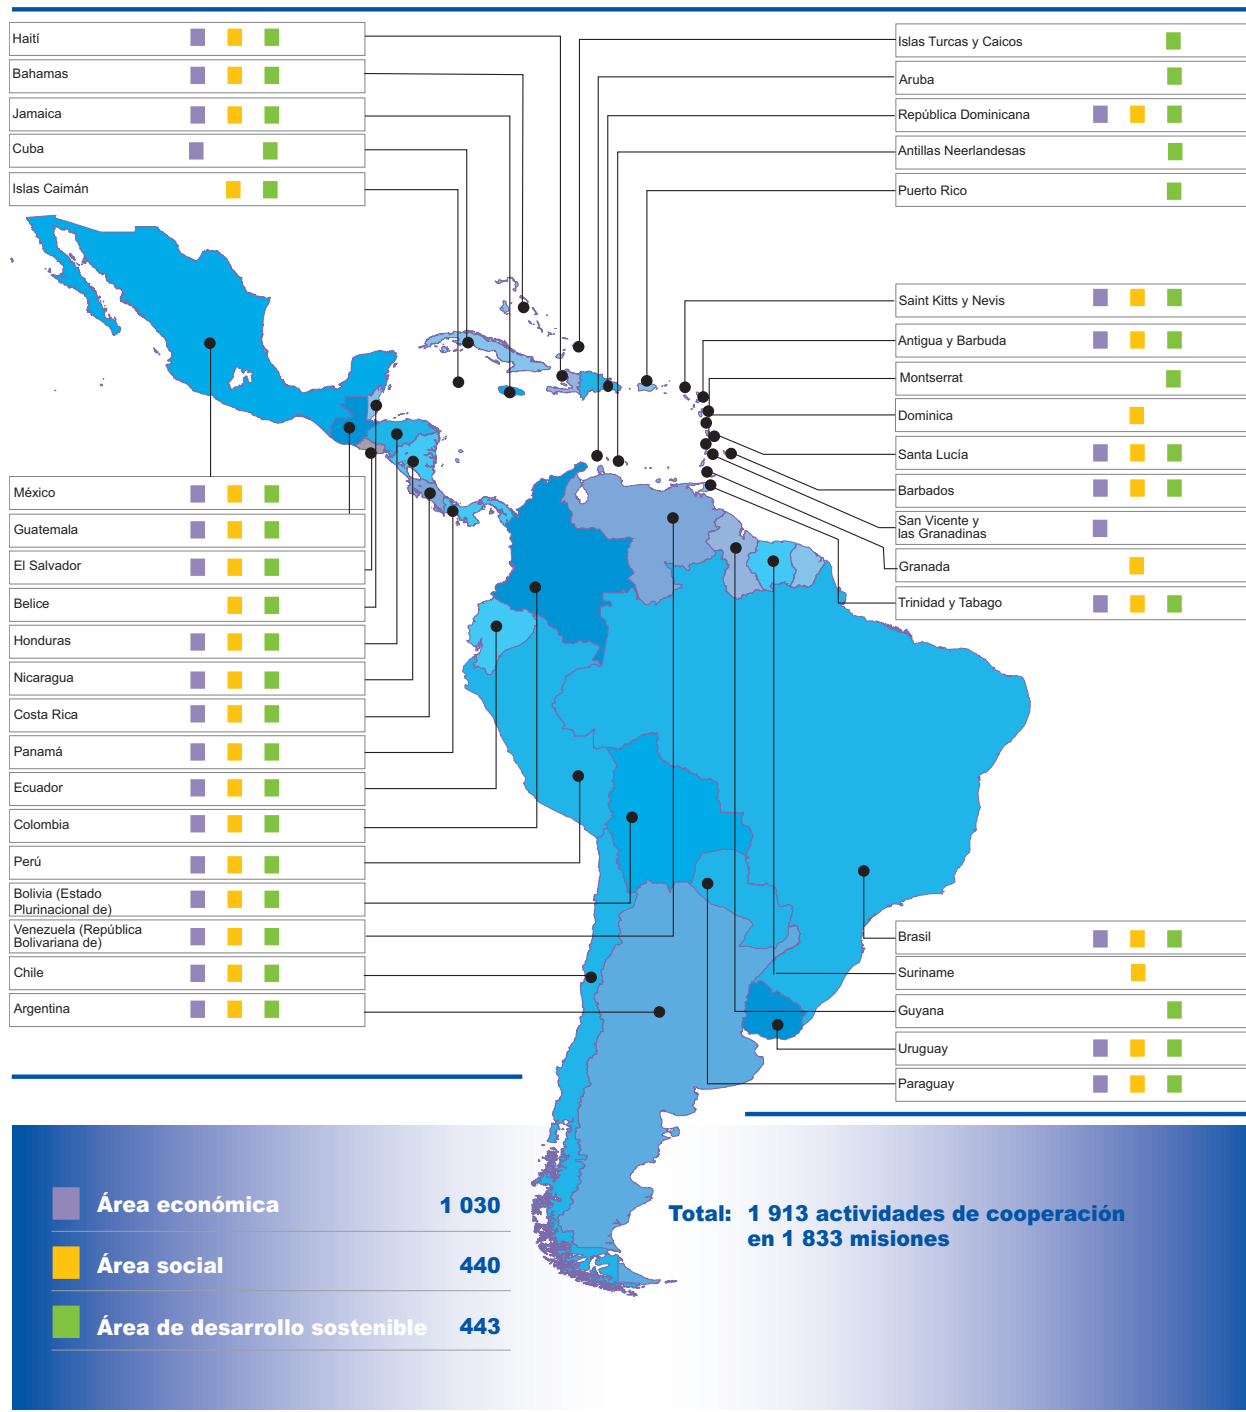 Haití
Bahamas
Jamaica
Cuba
Islas Caimán
Islas Turcas y Caicos
Aruba
República Dominicana
Antillas Neerlandesas
Puerto Rico
Saint Kitts y Nevis
Antigua y Barbuda
Montserrat
Dominica
Santa Lucía
Barbados
San Vicente y
las Granadinas
Granada
Trinidad y Tabago
México
Guatemala
El Salvador
Belice
Honduras
Nicaragua
Costa Rica
Panamá
Ecuador
Colombia
Perú
Bolivia (Estado
Plurinacional de)
Venezuela (República
Bolivariana de)
Chile
Argentina
Brasil
Suriname
Guyana
Uruguay
Paraguay
Área económica 1 030
Área social 440
Área de desarrollo sostenible 443
Total: 1 913 actividades de cooperación
en 1 833 misiones